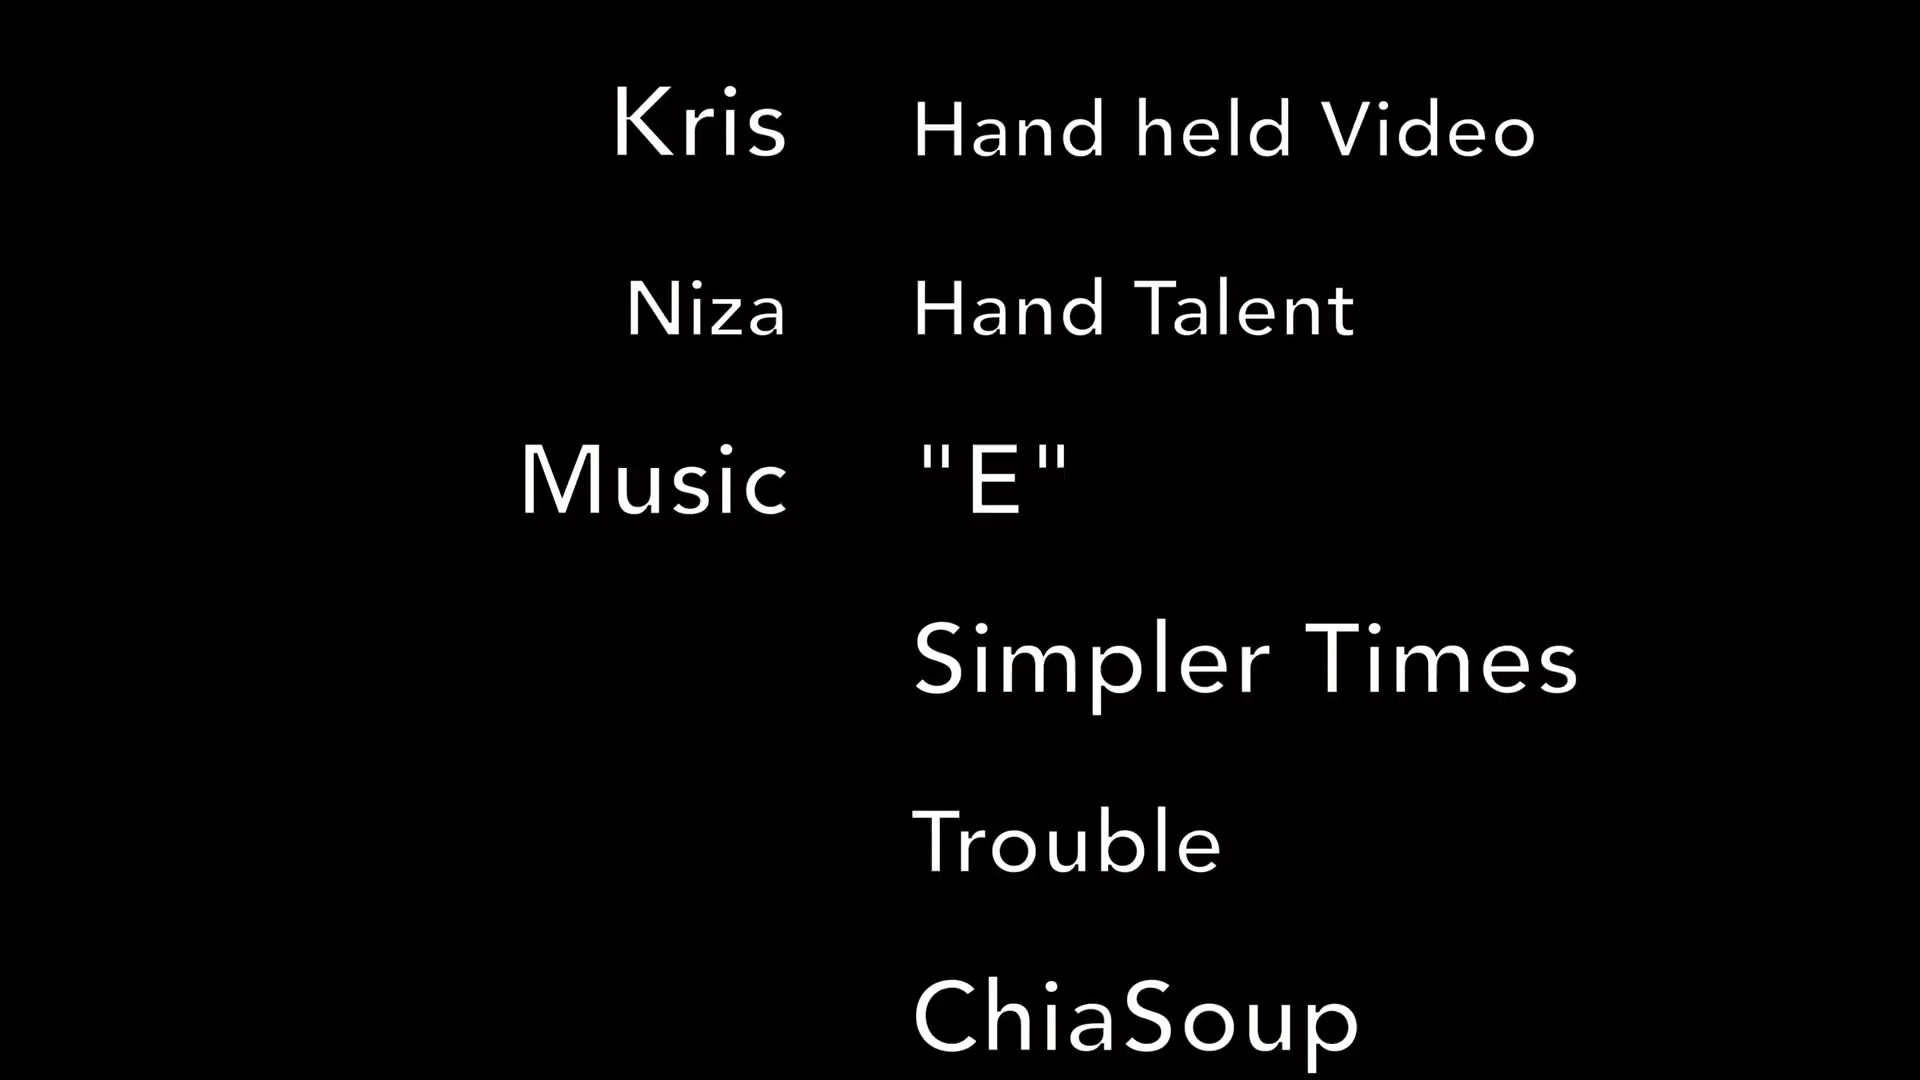 Kris Hand held Video
Niza Hand Talent
Music "E"
Simpler Times
Trouble
ChiaSoup